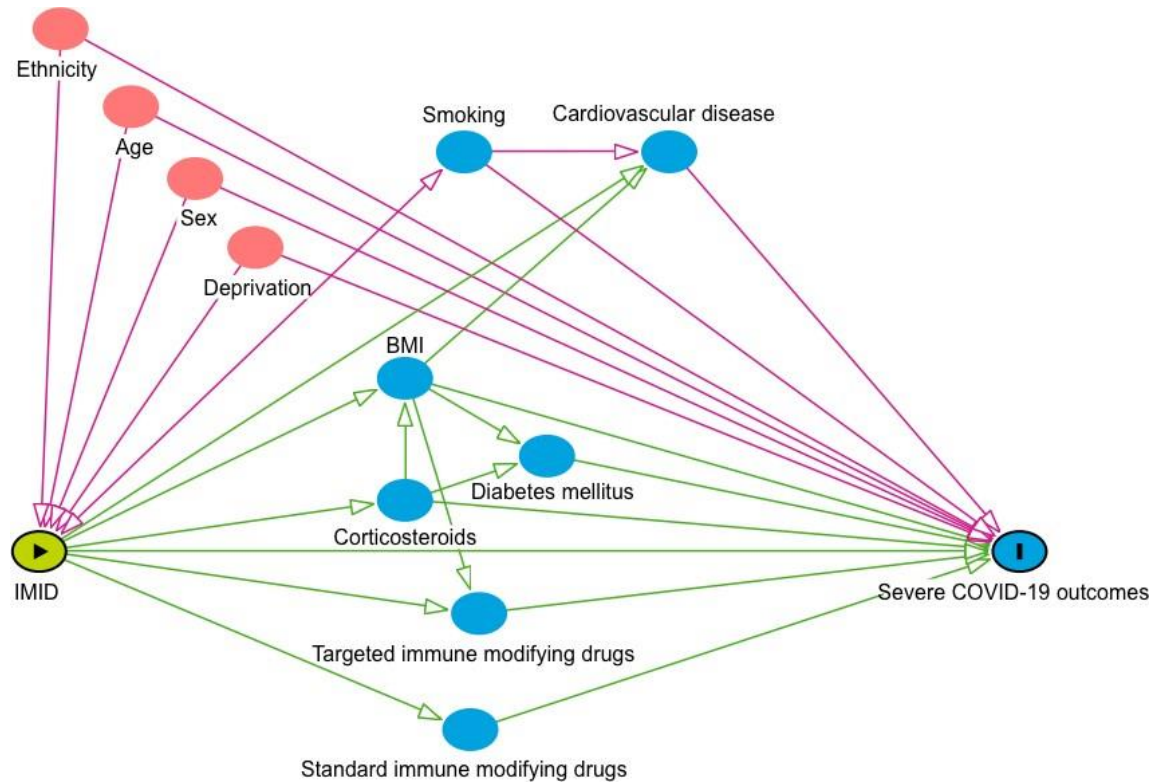 Ethnicity
Age
Sex
Deprivation
Smoking
Cardiovascular disease
BMI
Diabetes mellitus
Corticosteroids
IMID
Severe COVID-19 outcomes
Targeted immune modifying drugs
Standard immune modifying drugs